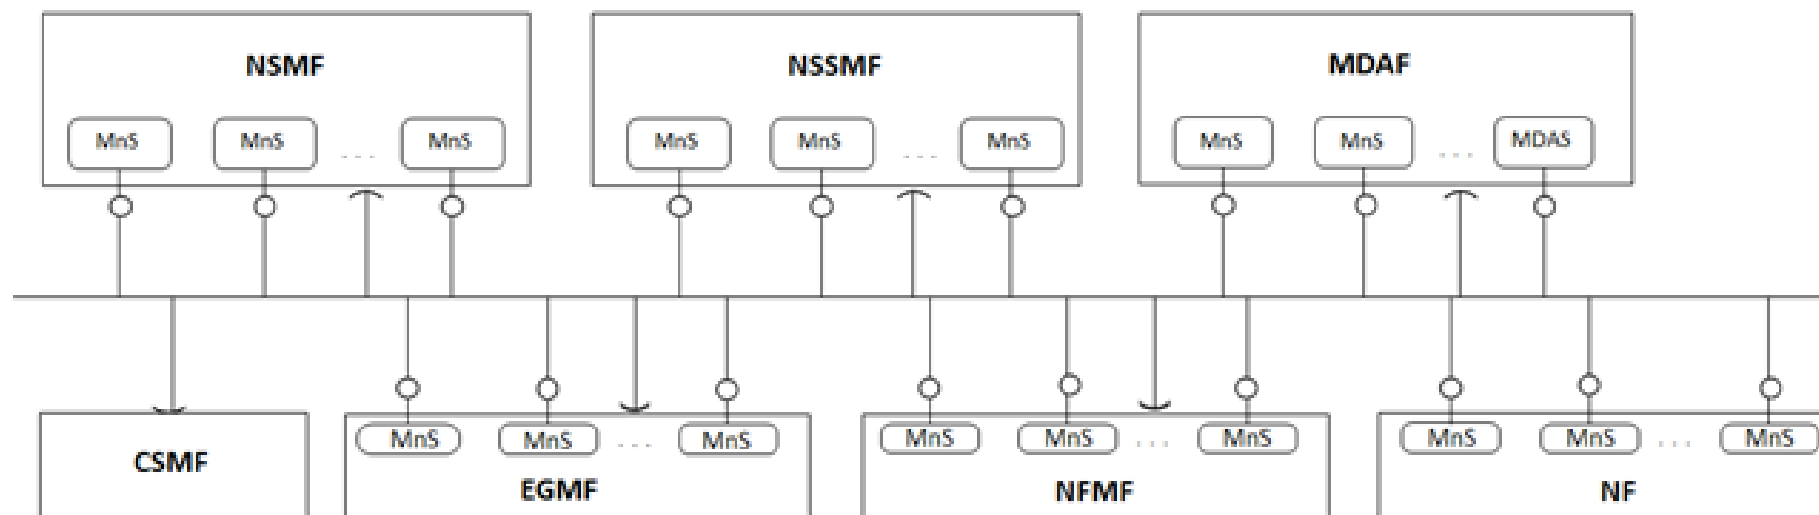 NSMF
MnS MnS ... MnS
NSSMF
MnS MnS ... MnS
MDAF
MnS MnS ... MDAS
CSMF
MnS MnS ... MnS
EGMF
MnS MnS ... MnS
NFMF
MnS MnS ... MnS
NF